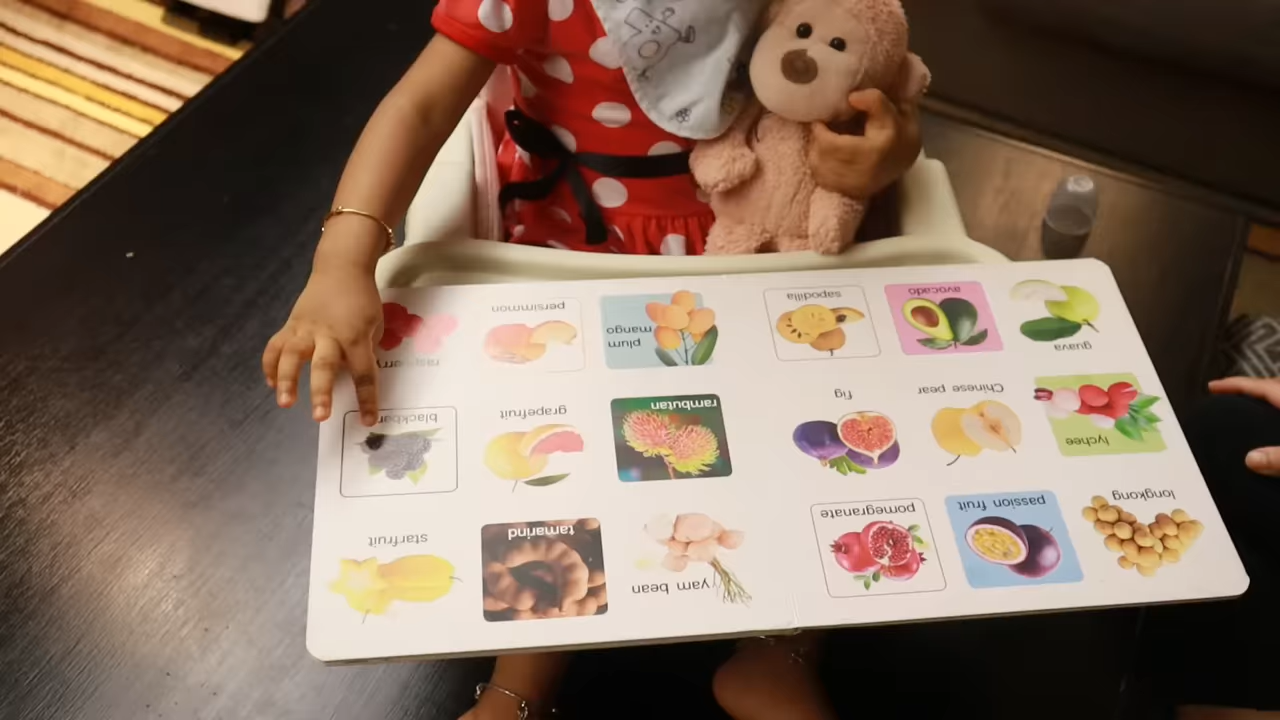 longkong
passion fruit
pomegranate
yam bean
tamarind
starfruit
lychee
Chinese pear
fig
rambutan
grapefruit
guava
avocado
sapodilla
plum
mango
persimmon